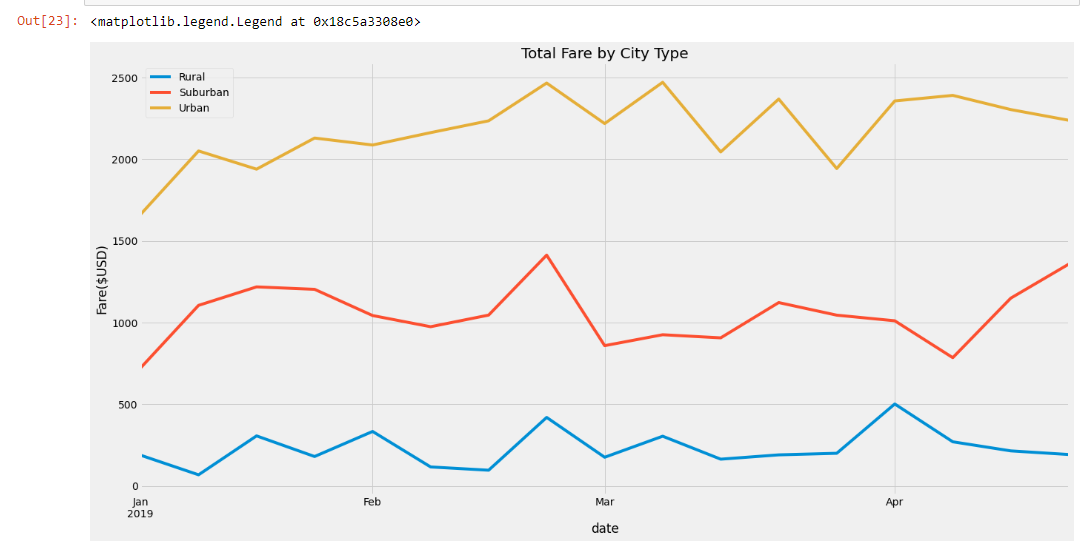 Out[23]: <matplotlib.legend.Legend at 0x18c5a3308e0>
Total Fare by City Type
Rural
Suburban
Urban
2500
2000
1500
1000
500
0
Fare($USD)
Jan
2019
Feb
Mar
Apr
date